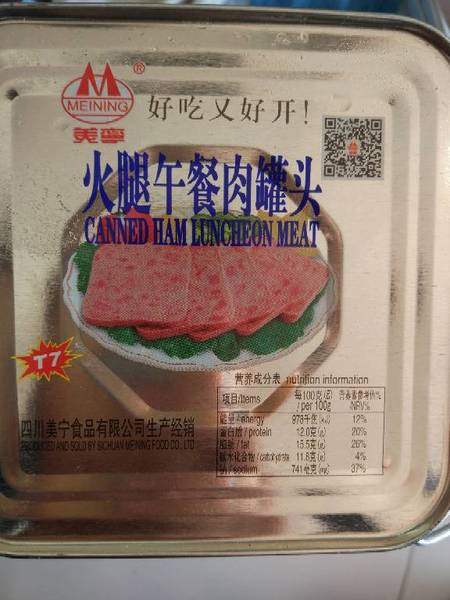 MEINING
®
美寧
好吃又好开!
火腿午餐肉罐头
CANNED HAM LUNCHEON MEAT
T7
营养成分表 nutrition information
项目/Items 每100克(g) / per 100g 营养素参考值% /NRV%
能量/energy 978千焦(kJ) 12%
蛋白质/protein 12.0克(g) 20%
脂肪/fat 15.5克(g) 26%
碳水化合物/carbohydrate 11.8克(g) 4%
钠/sodium 741毫克(mg) 37%
四川美宁食品有限公司生产经销
PRODUCED AND SOLD BY SICHUAN MEINING FOOD CO., LTD